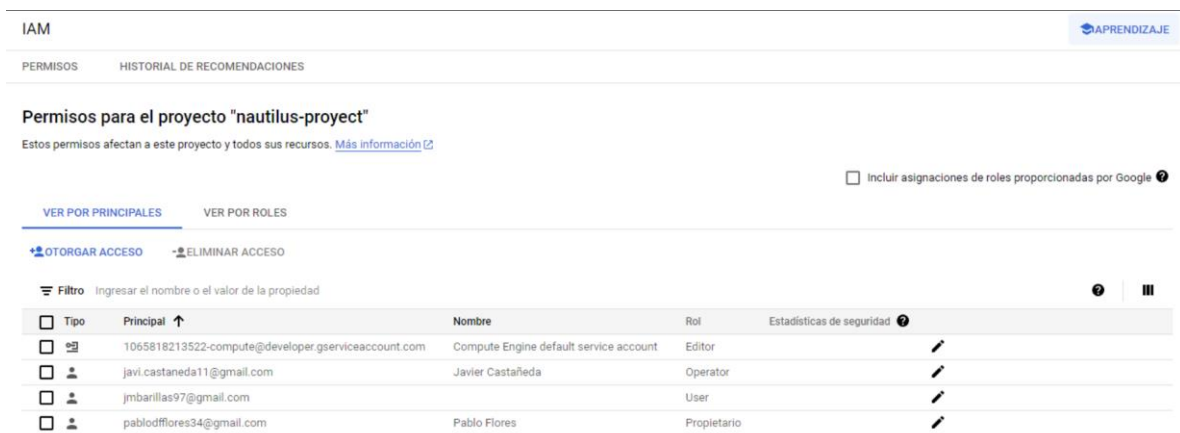 IAM
APRENDIZAJE
PERMISOS HISTORIAL DE RECOMENDACIONES
Permisos para el proyecto "nautilus-proyect"
Estos permisos afectan a este proyecto y todos sus recursos. Más información
Incluir asignaciones de roles proporcionadas por Google
VER POR PRINCIPALES VER POR ROLES
OTORGAR ACCESO ELIMINAR ACCESO
Filtro Ingresar el nombre o el valor de la propiedad
Tipo Principal Nombre Rol Estadísticas de seguridad
1065818213522-compute@developer.gserviceaccount.com Compute Engine default service account Editor
javi.castaneda11@gmail.com Javier Castañeda Operator
jmbarillas97@gmail.com User
pablodfflores34@gmail.com Pablo Flores Propietario